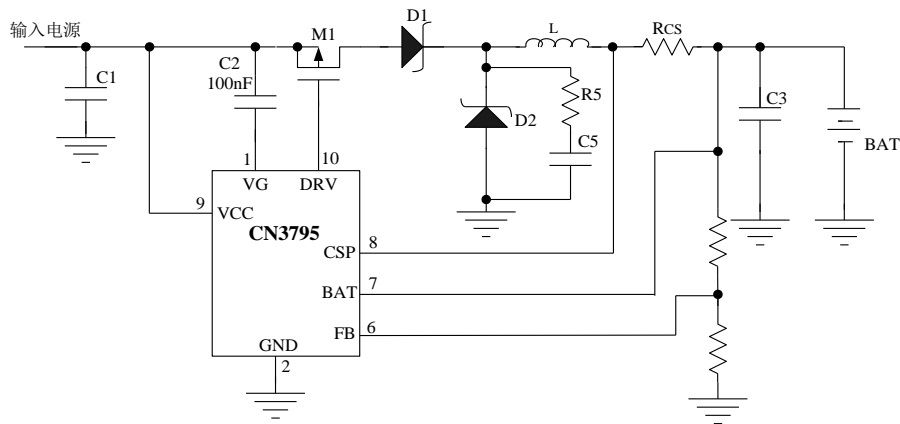 输入电源
M1
D1
L
RCS
C1
C2
100nF
R5
D2
C5
C3
BAT
1
10
VG
DRV
9
VCC
CN3795
CSP
8
BAT
7
FB
6
GND
2